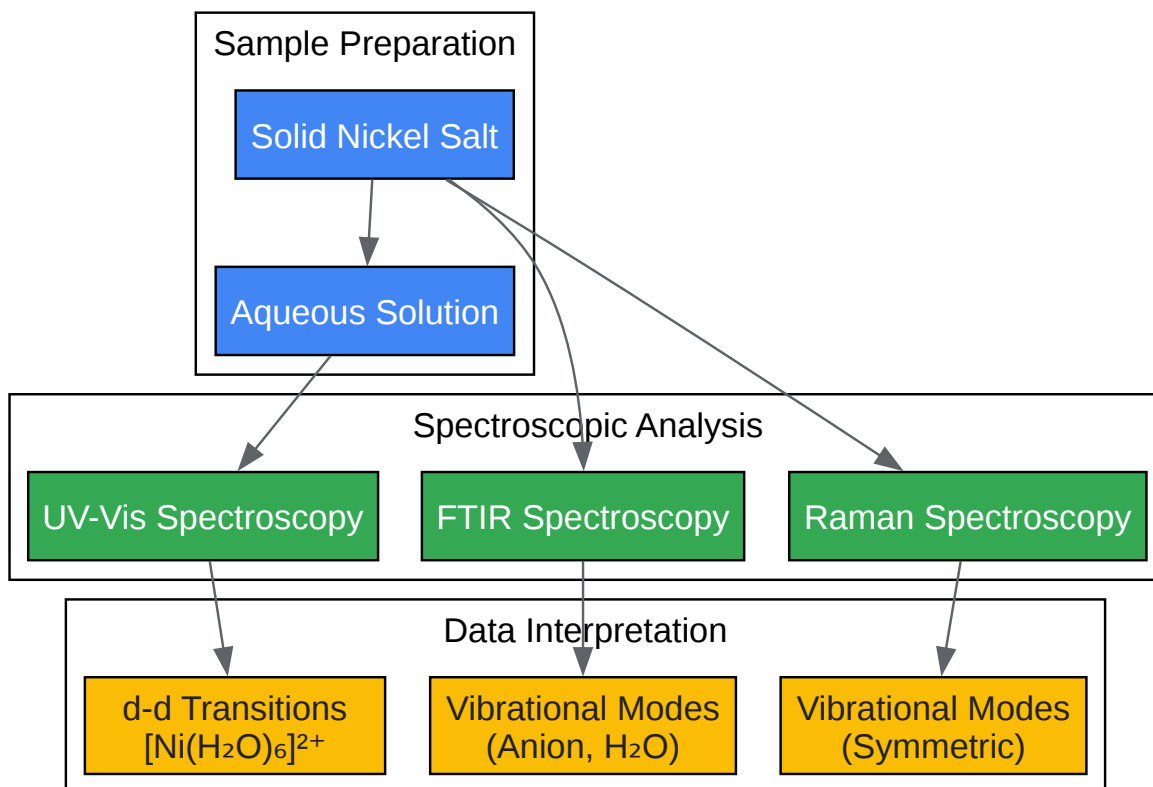 Sample Preparation
Solid Nickel Salt
Aqueous Solution
Spectroscopic Analysis
UV-Vis Spectroscopy
FTIR Spectroscopy
Raman Spectroscopy
Data Interpretation
d-d Transitions
[Ni(H₂O)₆]²⁺
Vibrational Modes
(Anion, H₂O)
Vibrational Modes
(Symmetric)